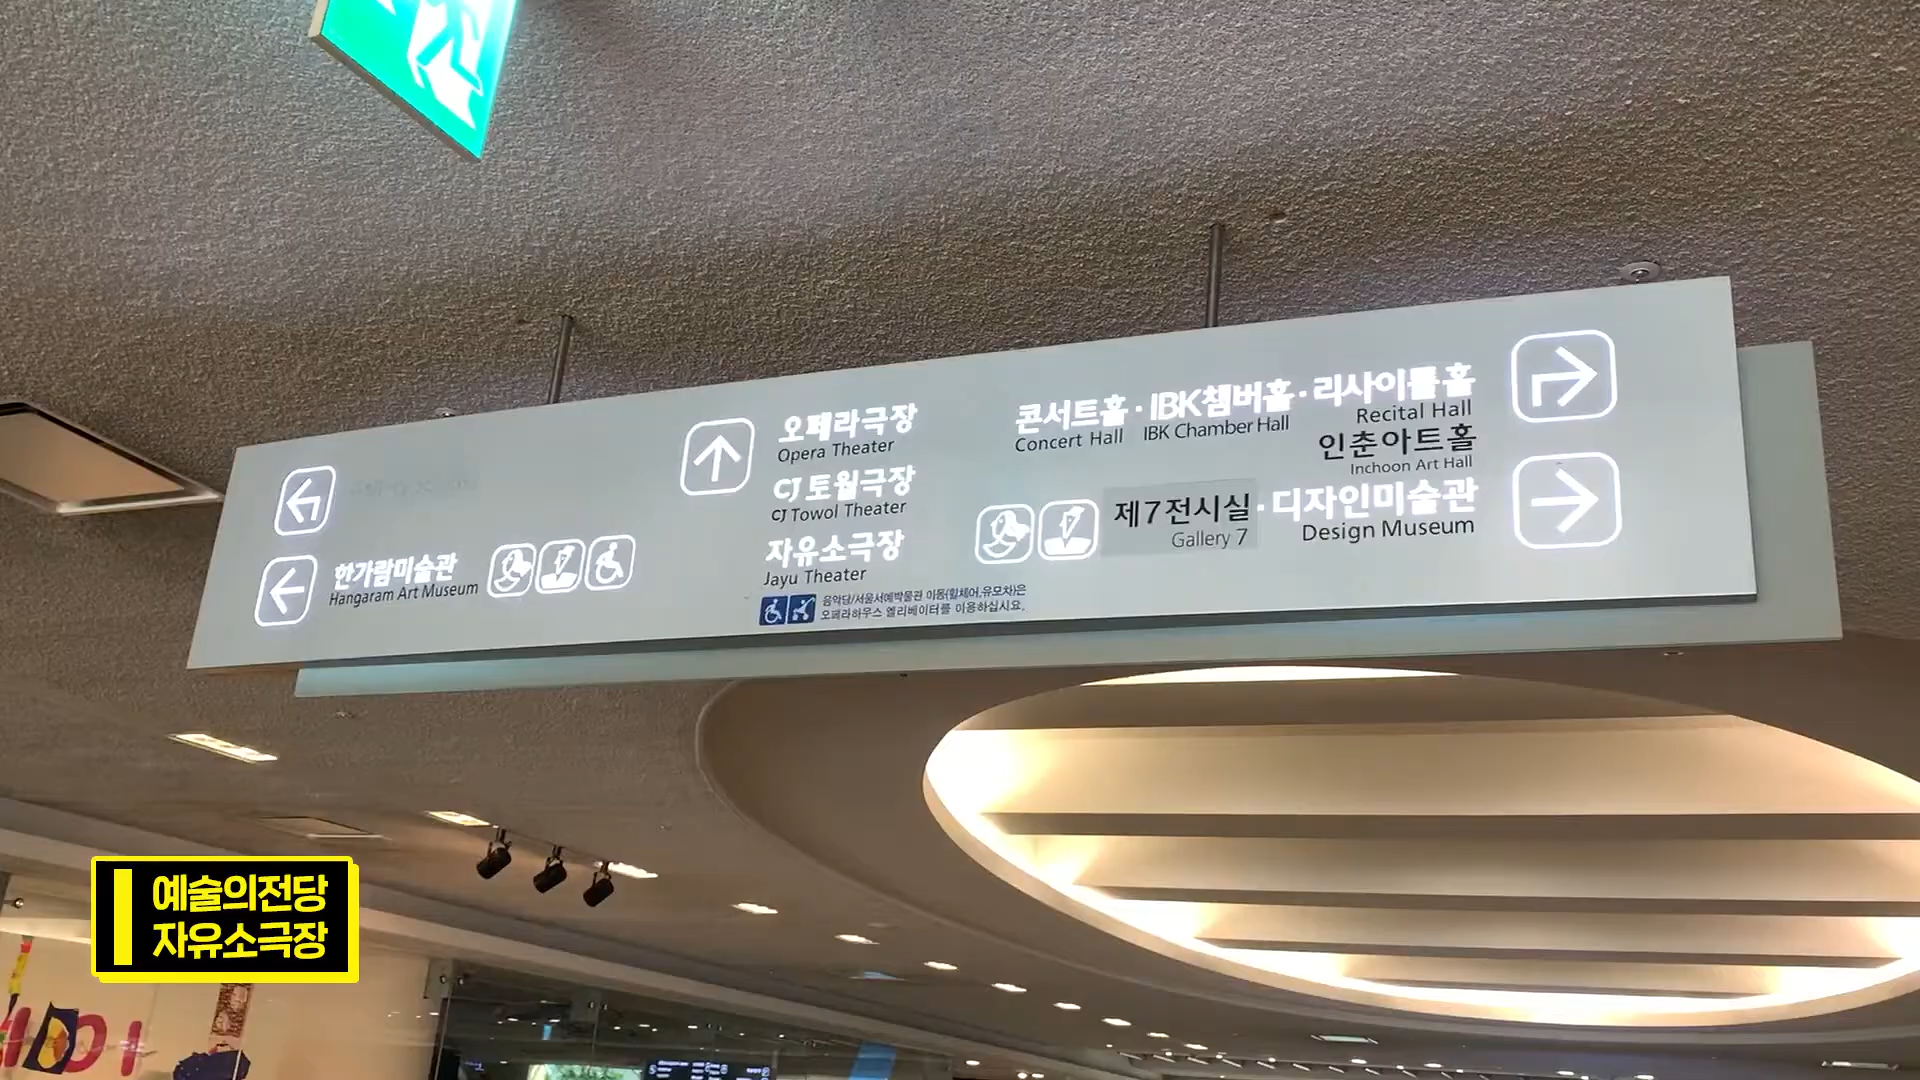 한가람미술관
Hangaram Art Museum
오페라극장
Opera Theater
CJ 토월극장
CJ Towol Theater
자유소극장
Jayu Theater
음악당/서울서예박물관 이동(휠체어,유모차)은
오페라하우스 엘리베이터를 이용하십시요.
콘서트홀 · IBK챔버홀 · 리사이틀홀
Concert Hall IBK Chamber Hall Recital Hall
인춘아트홀
Inchoon Art Hall
제7전시실 · 디자인미술관
Gallery 7 Design Museum
예술의전당
자유소극장